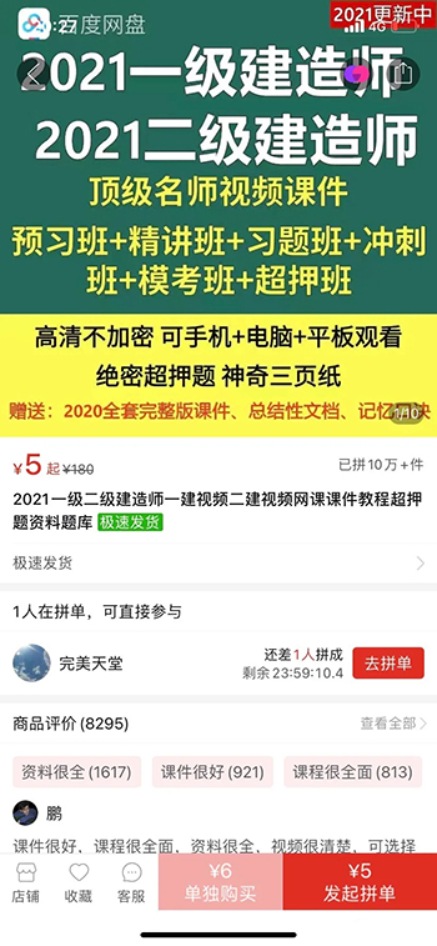 百度网盘
2021更新中
:27
4G
2021一级建造师
2021二级建造师
顶级名师视频课件
预习班+精讲班+习题班+冲刺
班+模考班+超押班
高清不加密 可手机+电脑+平板观看
绝密超押题 神奇三页纸
赠送：2020全套完整版课件、总结性文档、记忆口诀
1/10
¥5起¥180
已拼10万+件
2021一级二级建造师一建视频二建视频网课课件教程超押
题资料题库 极速发货
极速发货
1人在拼单，可直接参与
完美天堂
还差1人拼成
剩余23:59:10.4
去拼单
商品评价(8295)
查看全部
资料很全(1617)
课件很好(921)
课程很全面(813)
鹏
课件很好，课程很全面，资料很全，视频很清楚，可选择
店铺
收藏
客服
¥6
单独购买
¥5
发起拼单